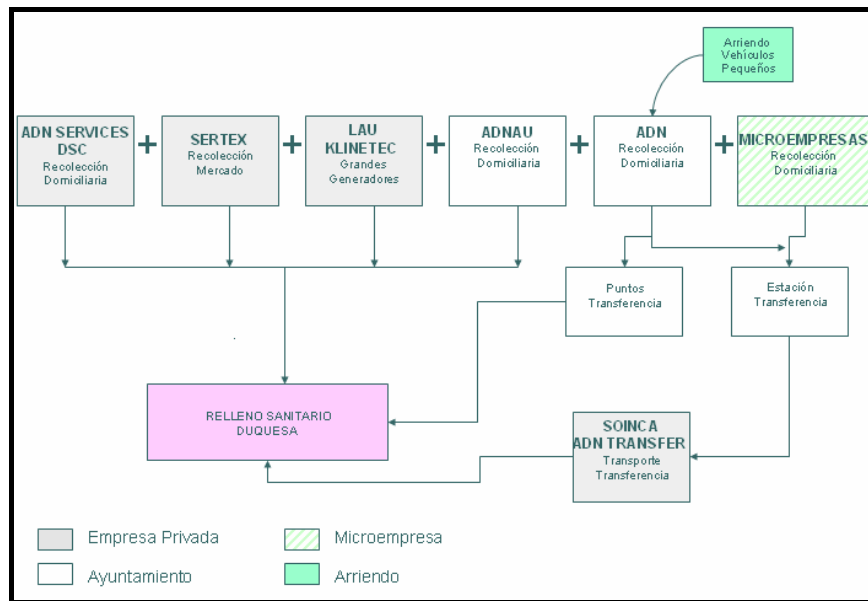 Arriendo
Vehículos
Pequeños
ADN SERVICES
DSC
Recolección
Domiciliaria
+
SERTEX
Recolección
Mercado
+
LAU
KLINETEC
Grandes
Generadores
+
ADNAU
Recolección
Domiciliaria
+
ADN
Recolección
Domiciliaria
+
MICROEMPRESAS
Recolección
Domiciliaria
Puntos
Transferencia
Estación
Transferencia
RELLENO SANITARIO
DUQUESA
SOINCA
ADN TRANSFER
Transporte
Transferencia
Empresa Privada
Microempresa
Ayuntamiento
Arriendo